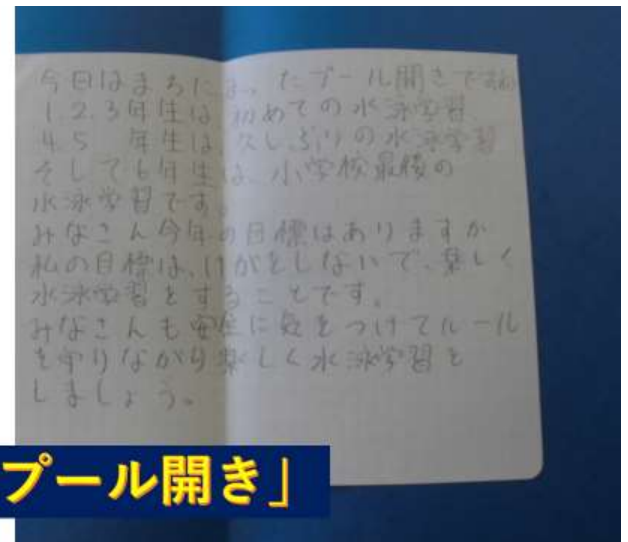 今日はまちにまったプール開きですね
1.2.3年生は、初めての水泳学習
4.5 年生は、久しぶりの水泳学習
そして6年生は、小学校最後の
水泳学習です。
みなさん今年の目標はありますか
私の目標は、けがをしないで、楽しく
水泳学習をすることです。
みなさんも安全に気をつけてルール
を守りながら楽しく水泳学習を
しましょう。
プール開き」